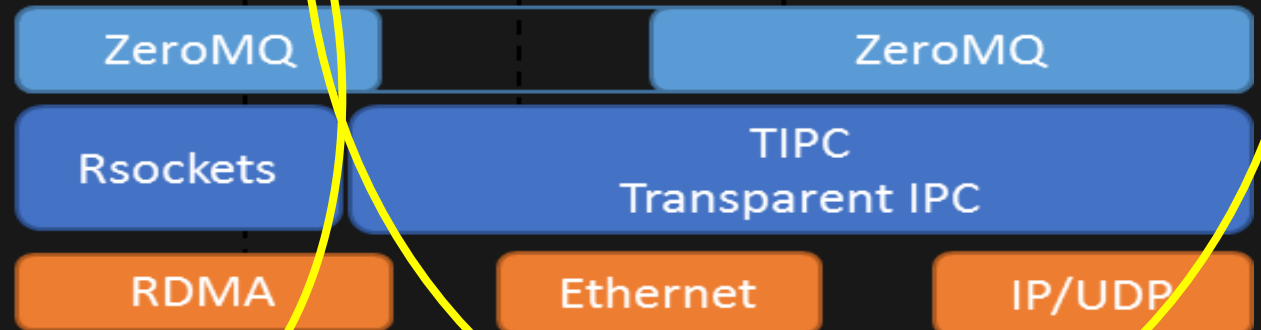 ZeroMQ
ZeroMQ
Rsockets
TIPC
Transparent IPC
RDMA
Ethernet
IP/UDP